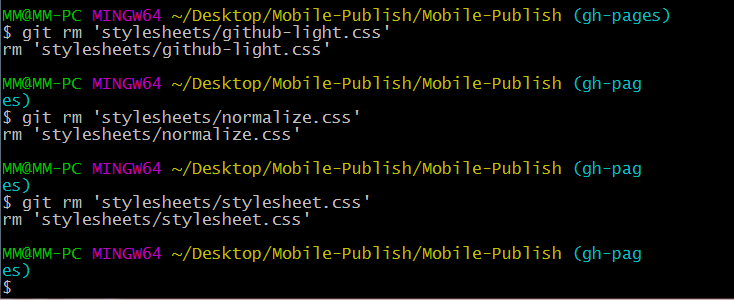 MM@MM-PC MINGW64 ~/Desktop/Mobile-Publish/Mobile-Publish (gh-pages)
$ git rm 'stylesheets/github-light.css'
rm 'stylesheets/github-light.css'
MM@MM-PC MINGW64 ~/Desktop/Mobile-Publish/Mobile-Publish (gh-pag
es)
$ git rm 'stylesheets/normalize.css'
rm 'stylesheets/normalize.css'
MM@MM-PC MINGW64 ~/Desktop/Mobile-Publish/Mobile-Publish (gh-pag
es)
$ git rm 'stylesheets/stylesheet.css'
rm 'stylesheets/stylesheet.css'
MM@MM-PC MINGW64 ~/Desktop/Mobile-Publish/Mobile-Publish (gh-pag
es)
$